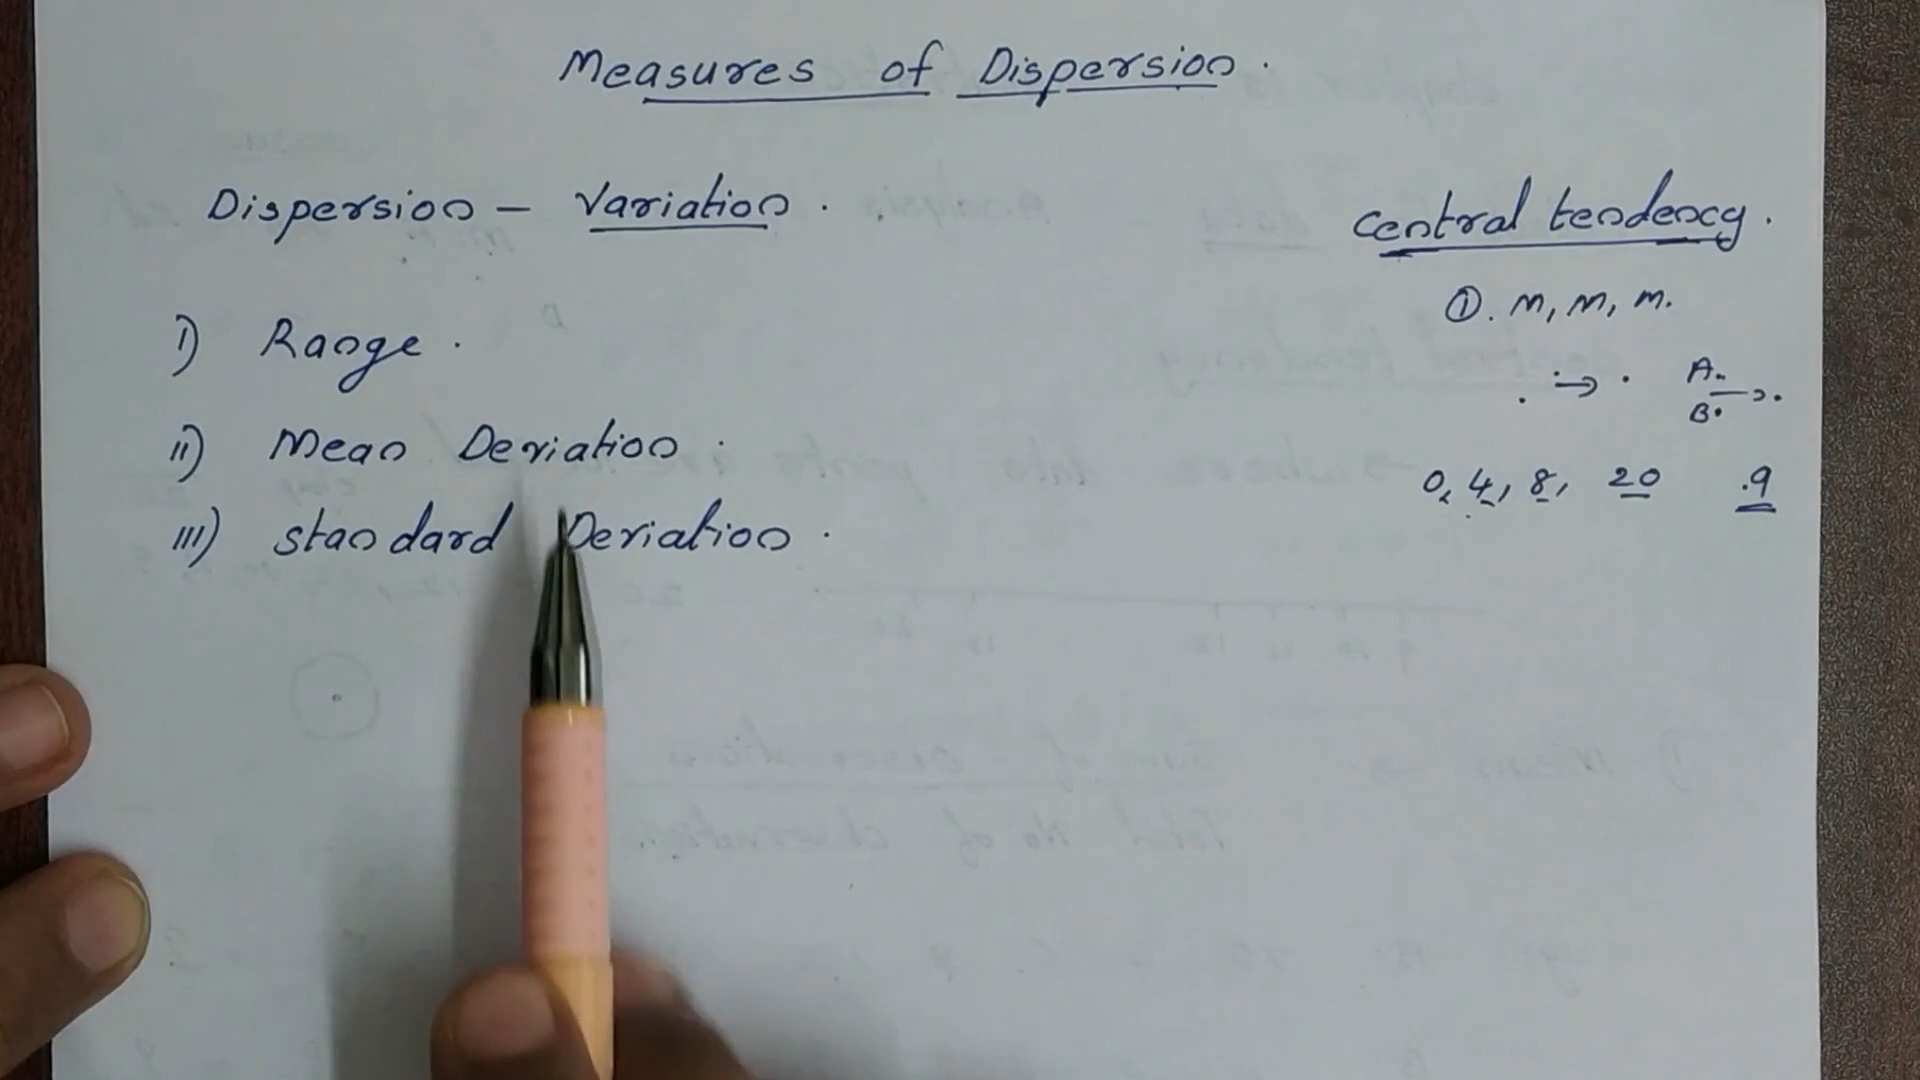 Measures of Dispersion.
Dispersion - Variation.
i) Range.
ii) Mean Deviation.
iii) standard Deviation.
central tendency.
①. m, m, m.
A.
B.
0, 4, 8, 20 .9